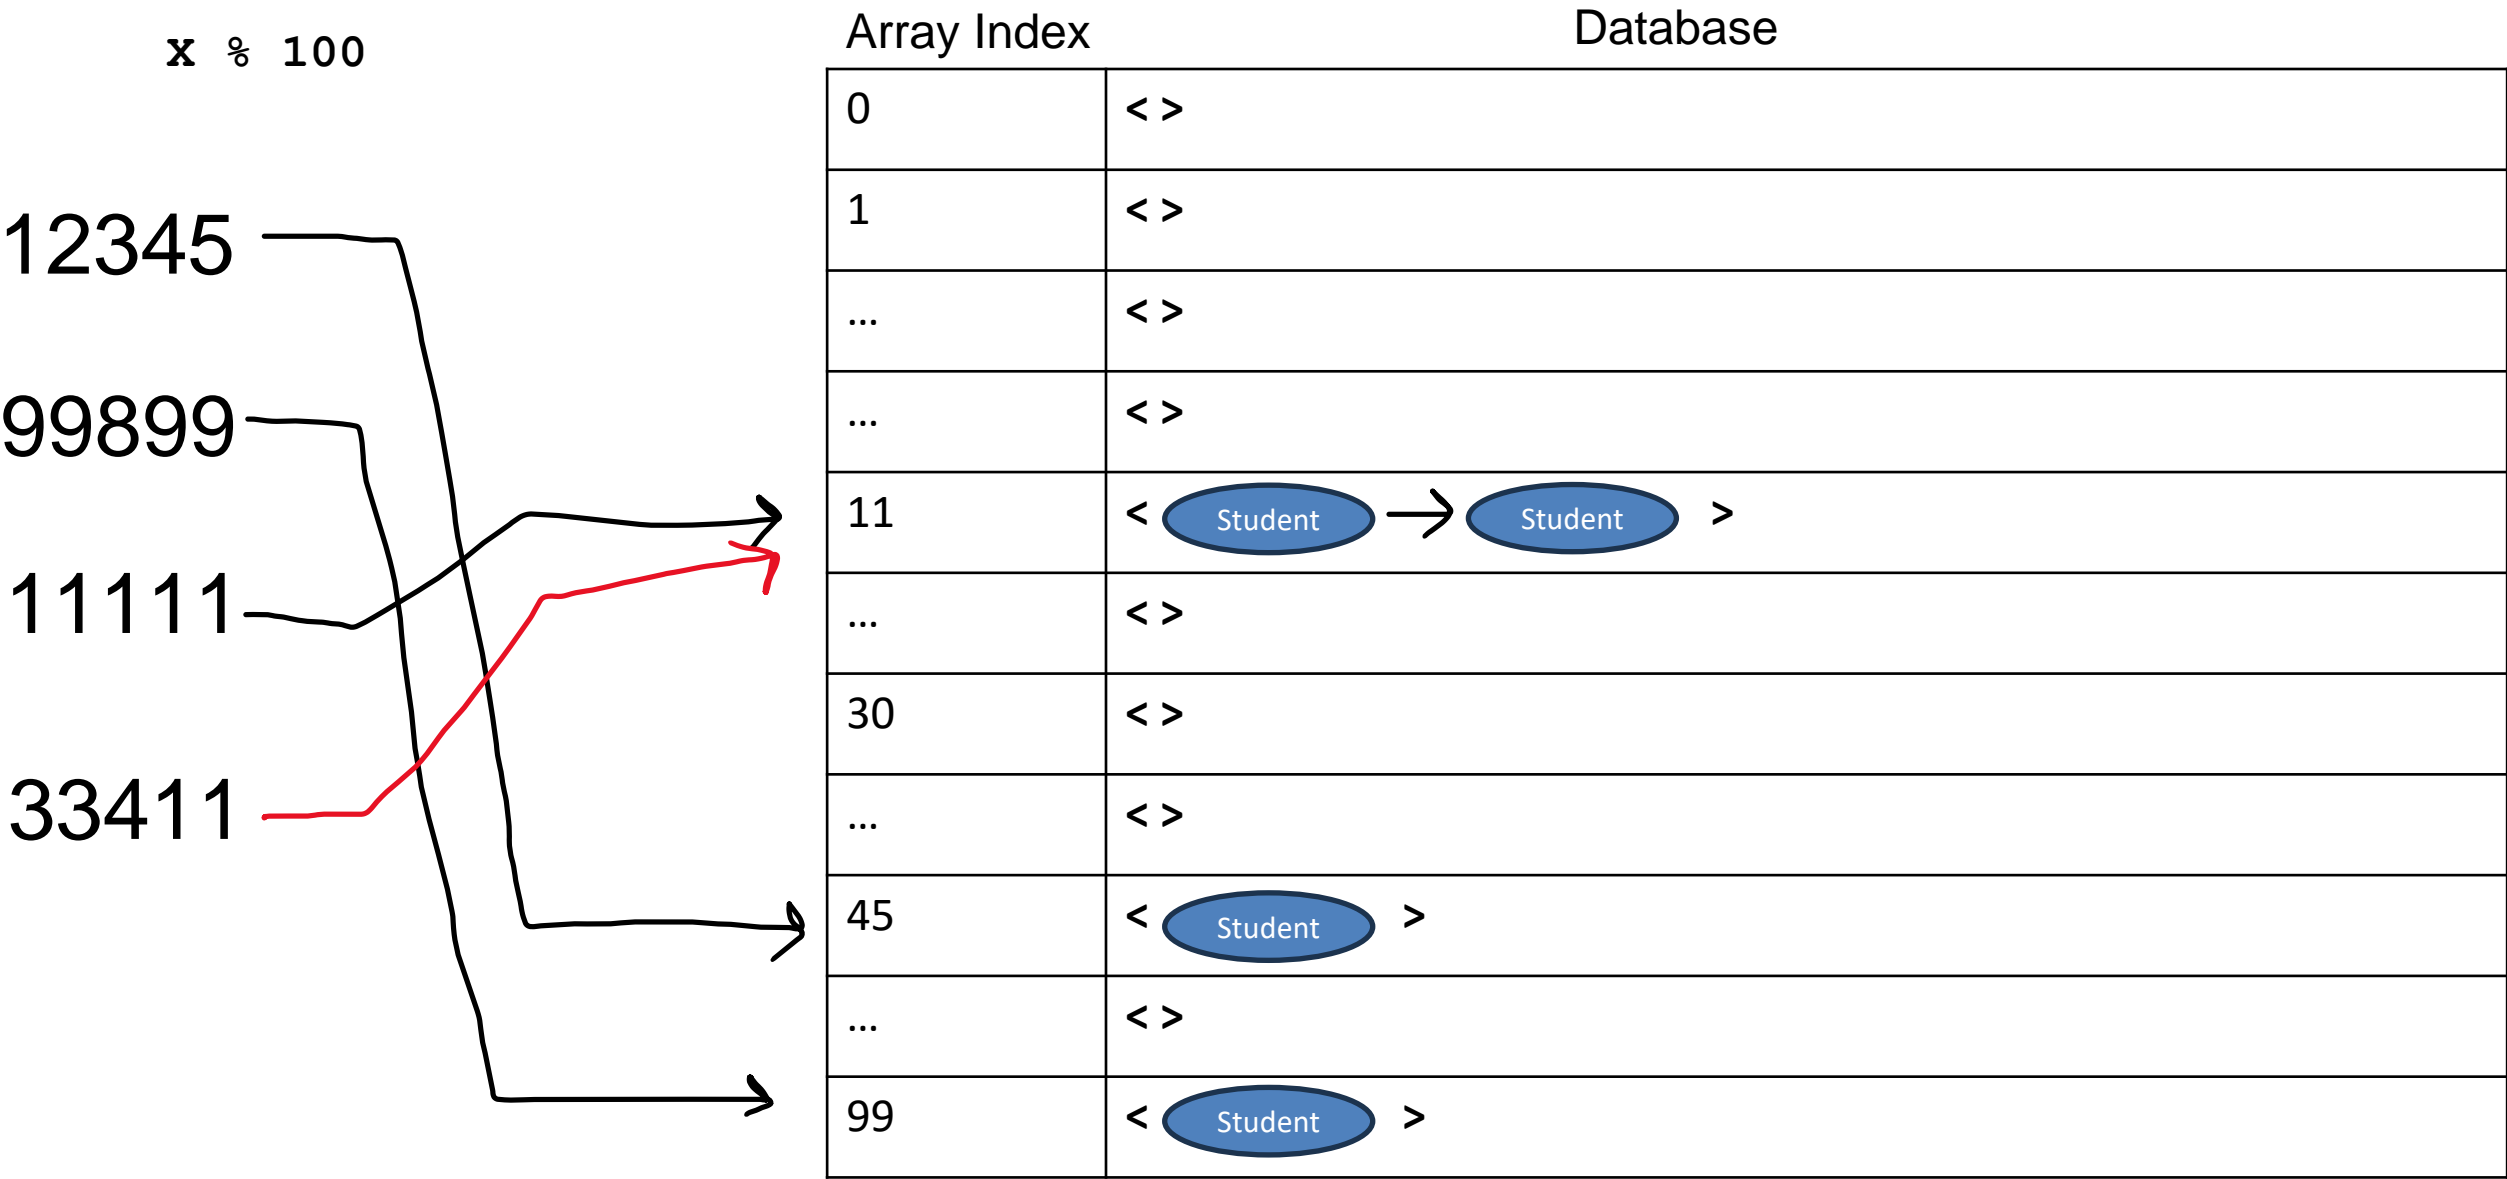 x % 100
12345
99899
11111
33411
Array Index Database
0 < >
1 < >
... < >
... < >
11 < Student Student >
... < >
30 < >
... < >
45 < Student >
... < >
99 < Student >